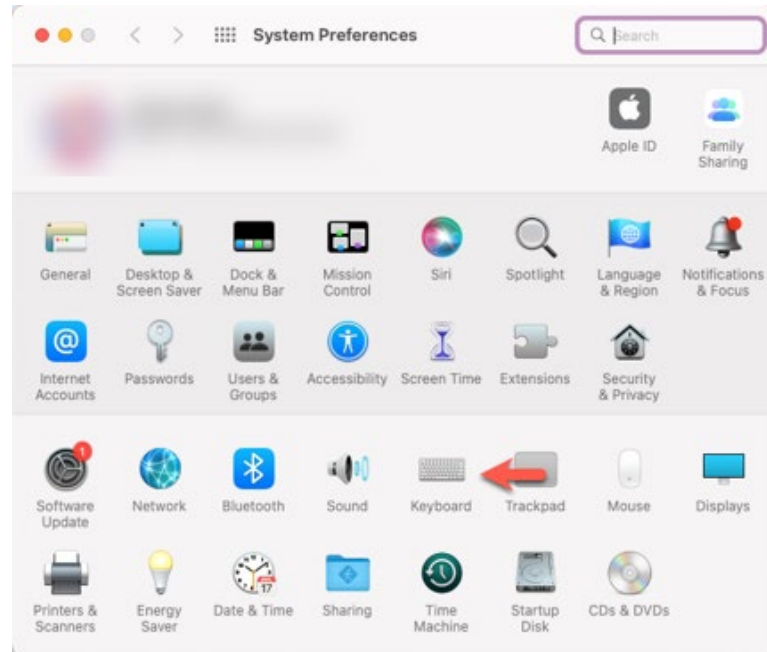 System Preferences
Search
Apple ID
Family
Sharing
General
Desktop &
Screen Saver
Dock &
Menu Bar
Mission
Control
Siri
Spotlight
Language
& Region
Notifications
& Focus
Internet
Accounts
Passwords
Users &
Groups
Accessibility
Screen Time
Extensions
Security
& Privacy
1
Software
Update
Network
Bluetooth
Sound
Keyboard
Trackpad
Mouse
Displays
Printers &
Scanners
Energy
Saver
17
Date & Time
Sharing
Time
Machine
Startup
Disk
CDs & DVDs